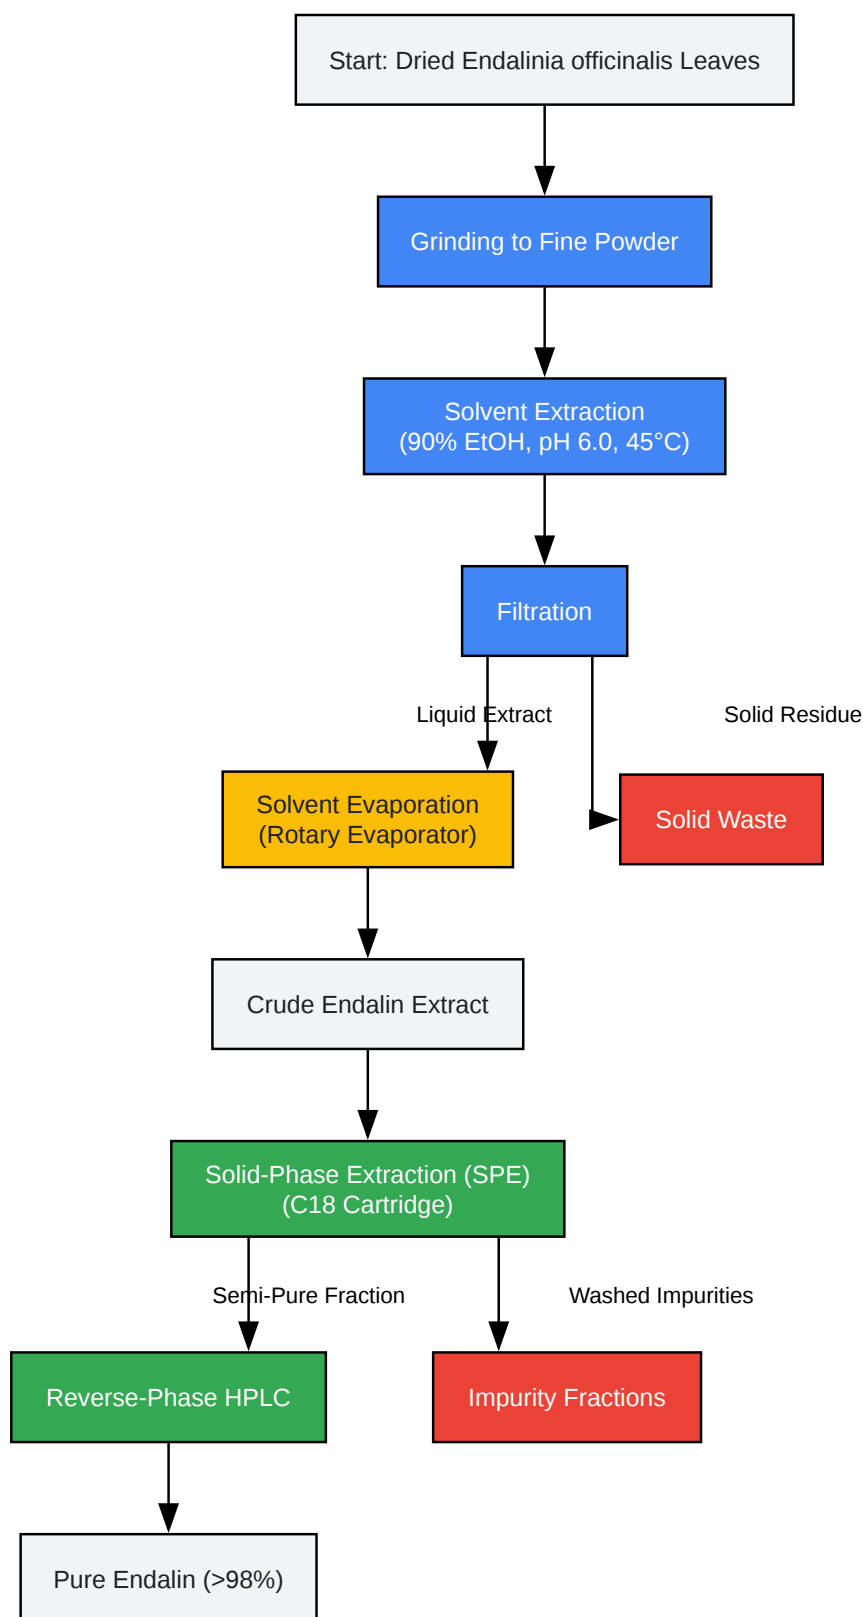 Start: Dried Endalinia officinalis Leaves
Grinding to Fine Powder
Solvent Extraction
(90% EtOH, pH 6.0, 45°C)
Filtration
Liquid Extract
Solid Residue
Solvent Evaporation
(Rotary Evaporator)
Solid Waste
Crude Endalin Extract
Solid-Phase Extraction (SPE)
(C18 Cartridge)
Semi-Pure Fraction
Washed Impurities
Reverse-Phase HPLC
Impurity Fractions
Pure Endalin (>98%)